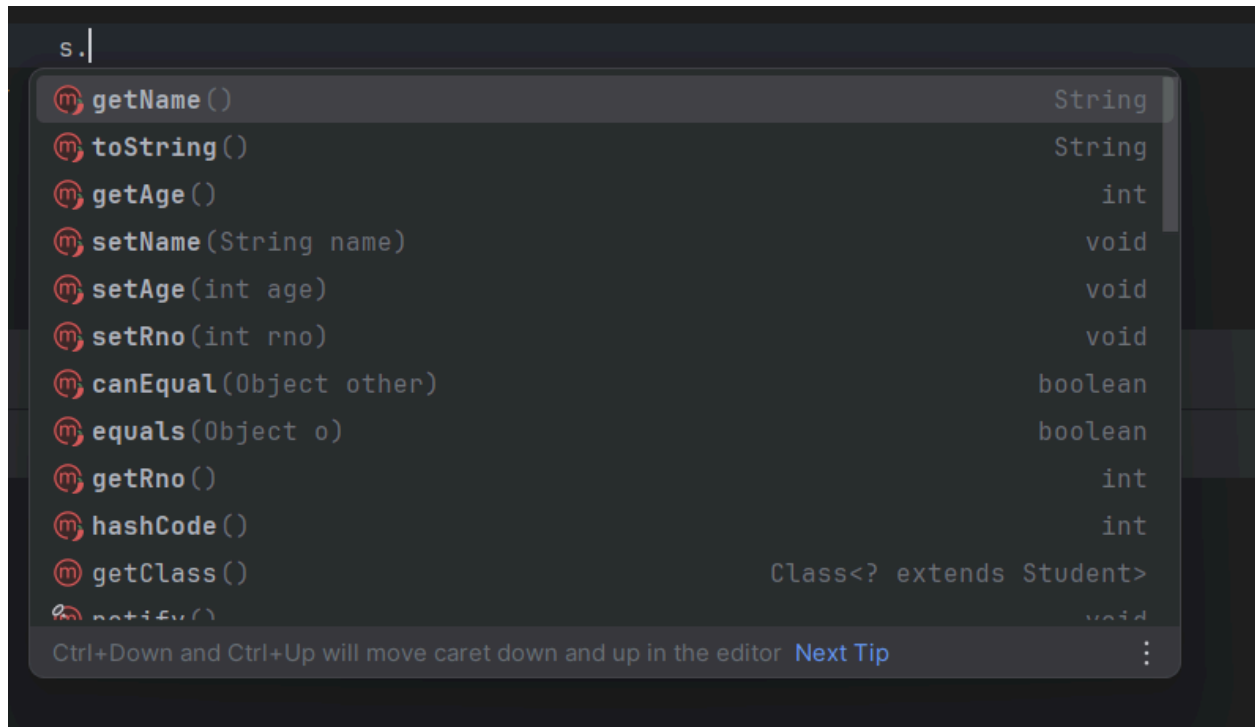 s.
getName() String
toString() String
getAge() int
setName(String name) void
setAge(int age) void
setRno(int rno) void
canEqual(Object other) boolean
equals(Object o) boolean
getRno() int
hashCode() int
getClass() Class<? extends Student>
notify() void
Ctrl+Down and Ctrl+Up will move caret down and up in the editor Next Tip